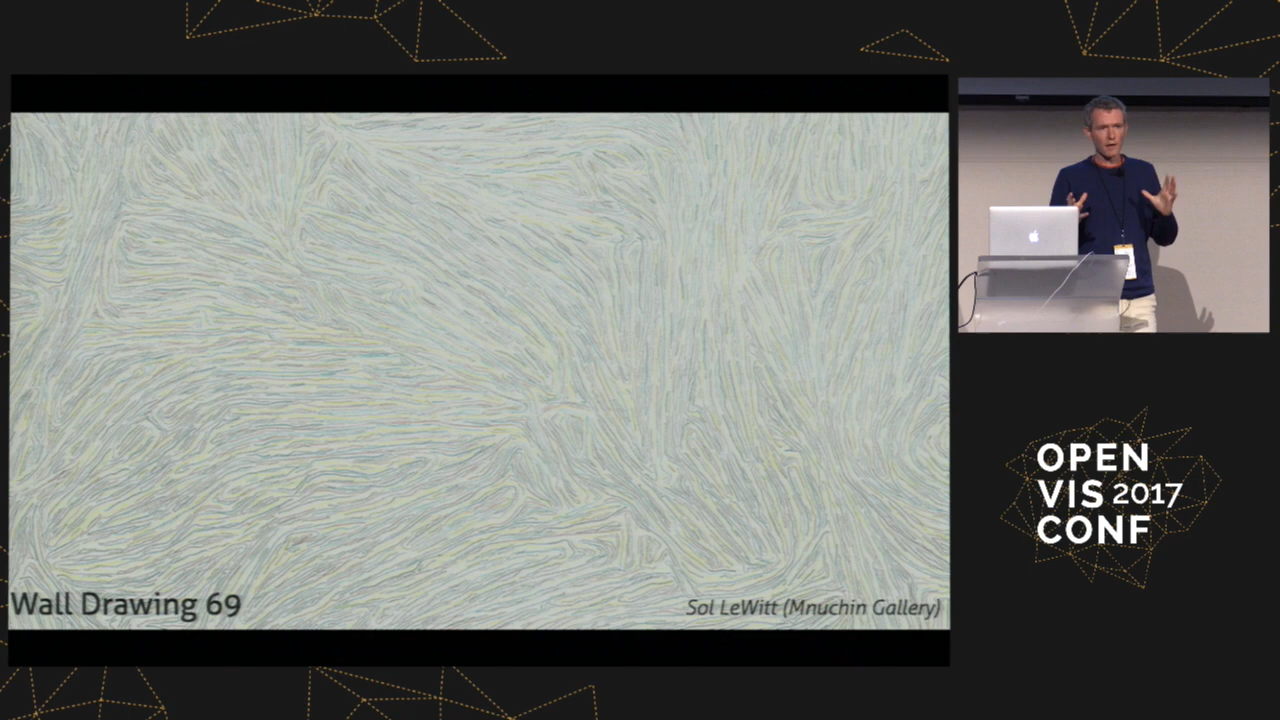 Wall Drawing 69
Sol LeWitt (Mnuchin Gallery)
OPEN
VIS 2017
CONF